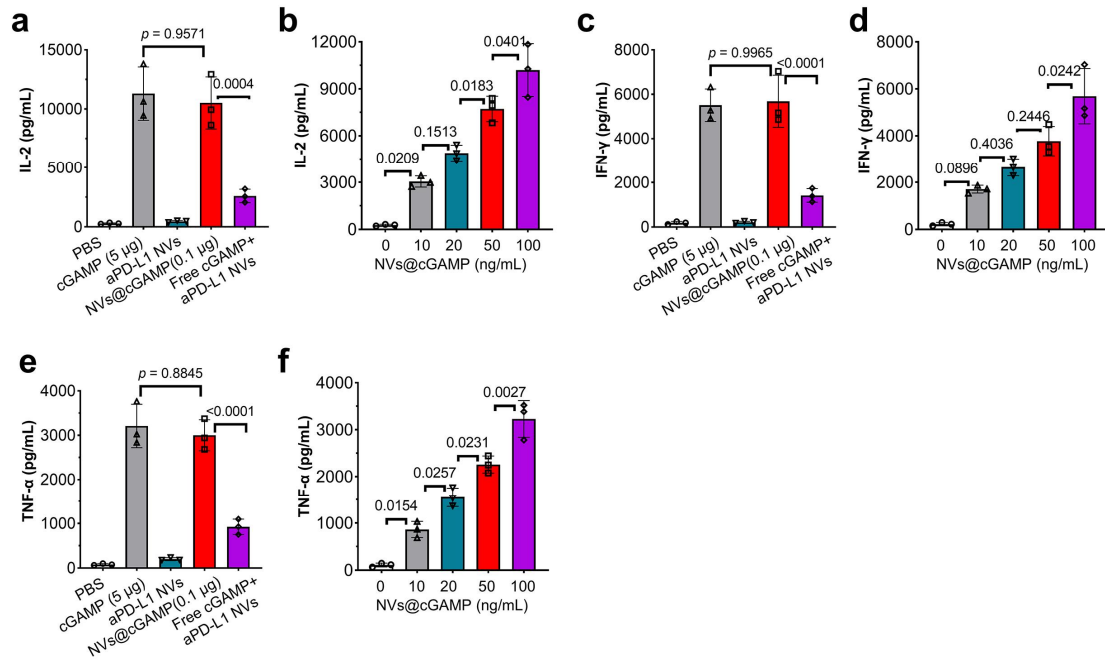 a
IL-2 (pg/mL)
15000
10000
5000
0
p = 0.9571
0.0004
PBS
cGAMP (5 µg)
aPD-L1 NVs
NVs@cGAMP(0.1 µg)
Free cGAMP+
aPD-L1 NVs
b
IL-2 (pg/mL)
12000
9000
6000
3000
0
0.0209
0.1513
0.0183
0.0401
0 10 20 50 100
NVs@cGAMP (ng/mL)
c
IFN-γ (pg/mL)
8000
6000
4000
2000
0
p = 0.9965
<0.0001
PBS
cGAMP (5 µg)
aPD-L1 NVs
NVs@cGAMP(0.1 µg)
Free cGAMP+
aPD-L1 NVs
d
IFN-γ (pg/mL)
8000
6000
4000
2000
0
0.0896
0.4036
0.2446
0.0242
0 10 20 50 100
NVs@cGAMP (ng/mL)
e
TNF-α (pg/mL)
4000
3000
2000
1000
0
p = 0.8845
<0.0001
PBS
cGAMP (5 µg)
aPD-L1 NVs
NVs@cGAMP(0.1 µg)
Free cGAMP+
aPD-L1 NVs
f
TNF-α (pg/mL)
4000
3000
2000
1000
0
0.0154
0.0257
0.0231
0.0027
0 10 20 50 100
NVs@cGAMP (ng/mL)